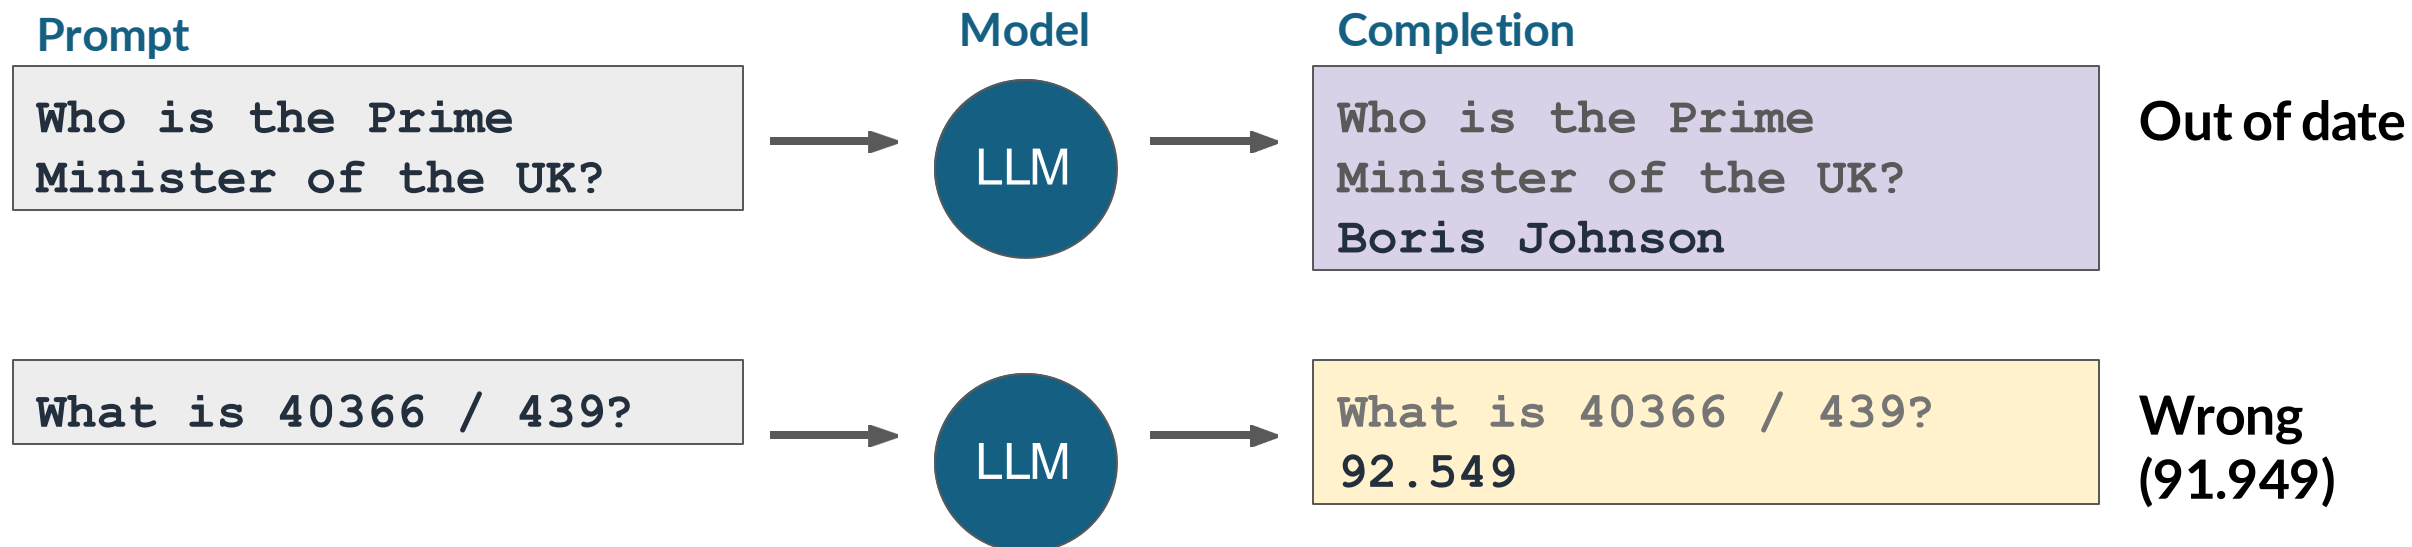 Prompt
Model
Completion
Who is the Prime
Minister of the UK?
LLM
Who is the Prime
Minister of the UK?
Boris Johnson
Out of date
What is 40366 / 439?
LLM
What is 40366 / 439?
92.549
Wrong
(91.949)